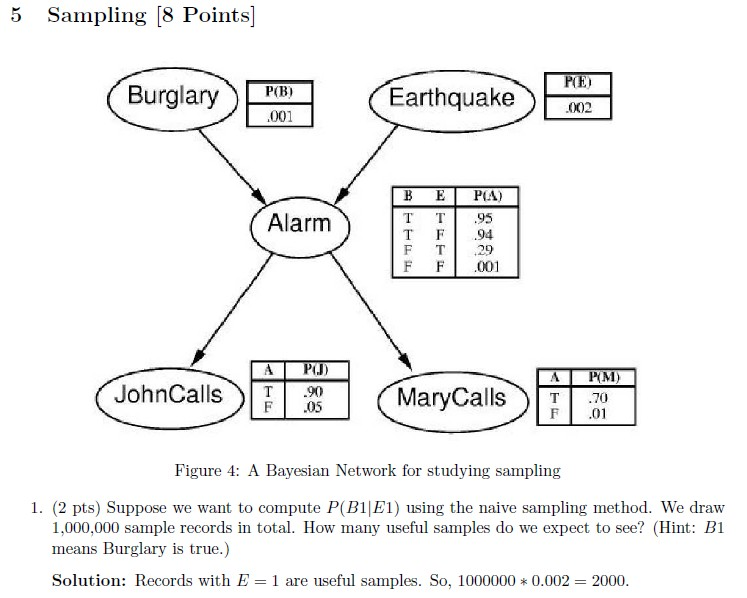 5 Sampling [8 Points]
Burglary
P(B)
.001
Earthquake
P(E)
.002
Alarm
B E P(A)
T T .95
T F .94
F T .29
F F .001
JohnCalls
A P(J)
T .90
F .05
MaryCalls
A P(M)
T .70
F .01
Figure 4: A Bayesian Network for studying sampling
1. (2 pts) Suppose we want to compute P(B1|E1) using the naive sampling method. We draw
1,000,000 sample records in total. How many useful samples do we expect to see? (Hint: B1
means Burglary is true.)
Solution: Records with E = 1 are useful samples. So, 1000000 ∗ 0.002 = 2000.